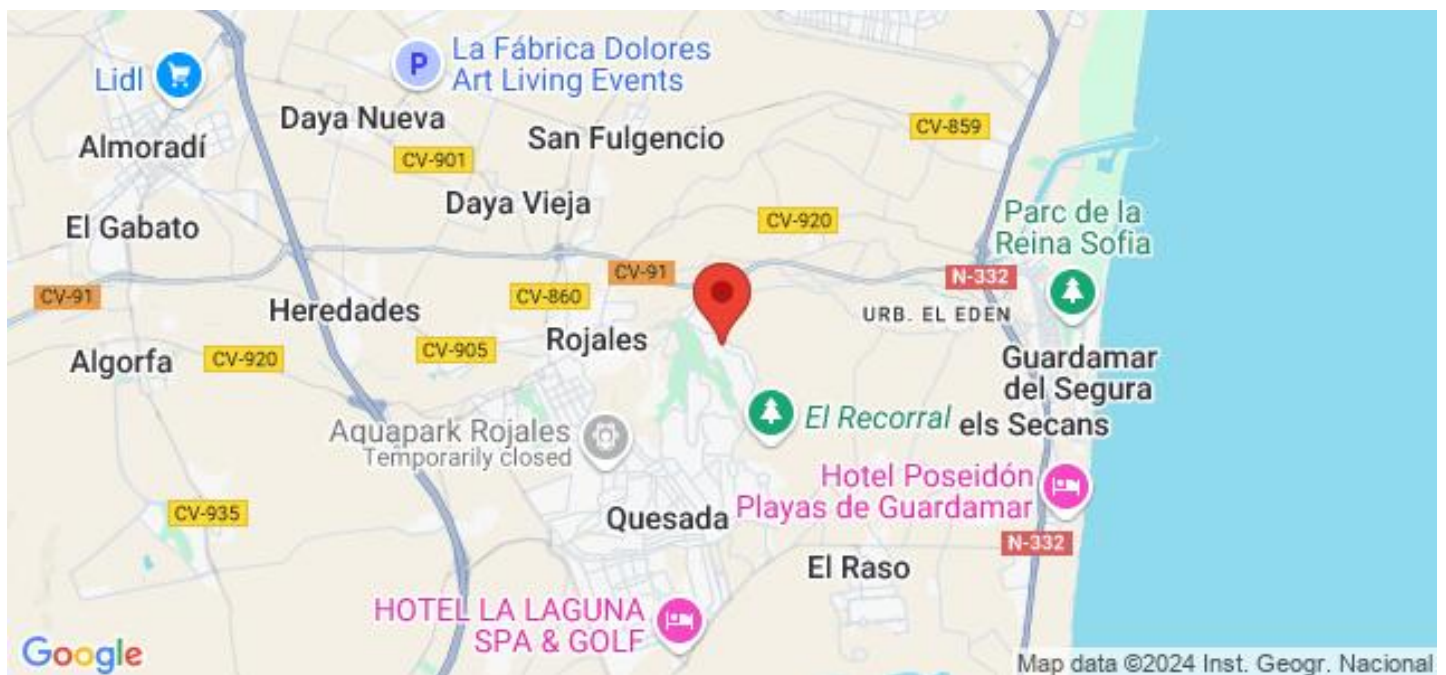 La Fábrica Dolores
Art Living Events
P
Lidl
Daya Nueva
San Fulgencio
CV-859
Almoradí
CV-901
Daya Vieja
Parc de la
Reina Sofia
El Gabato
CV-920
CV-91
N-332
CV-91
CV-860
Heredades
URB. EL EDEN
Rojales
CV-905
Algorfa
CV-920
Guardamar
del Segura
El Recorral
els Secans
Aquapark Rojales
Temporarily closed
Hotel Poseidón
Playas de Guardamar
CV-935
Quesada
N-332
El Raso
HOTEL LA LAGUNA
SPA & GOLF
Google
Map data ©2024 Inst. Geogr. Nacional